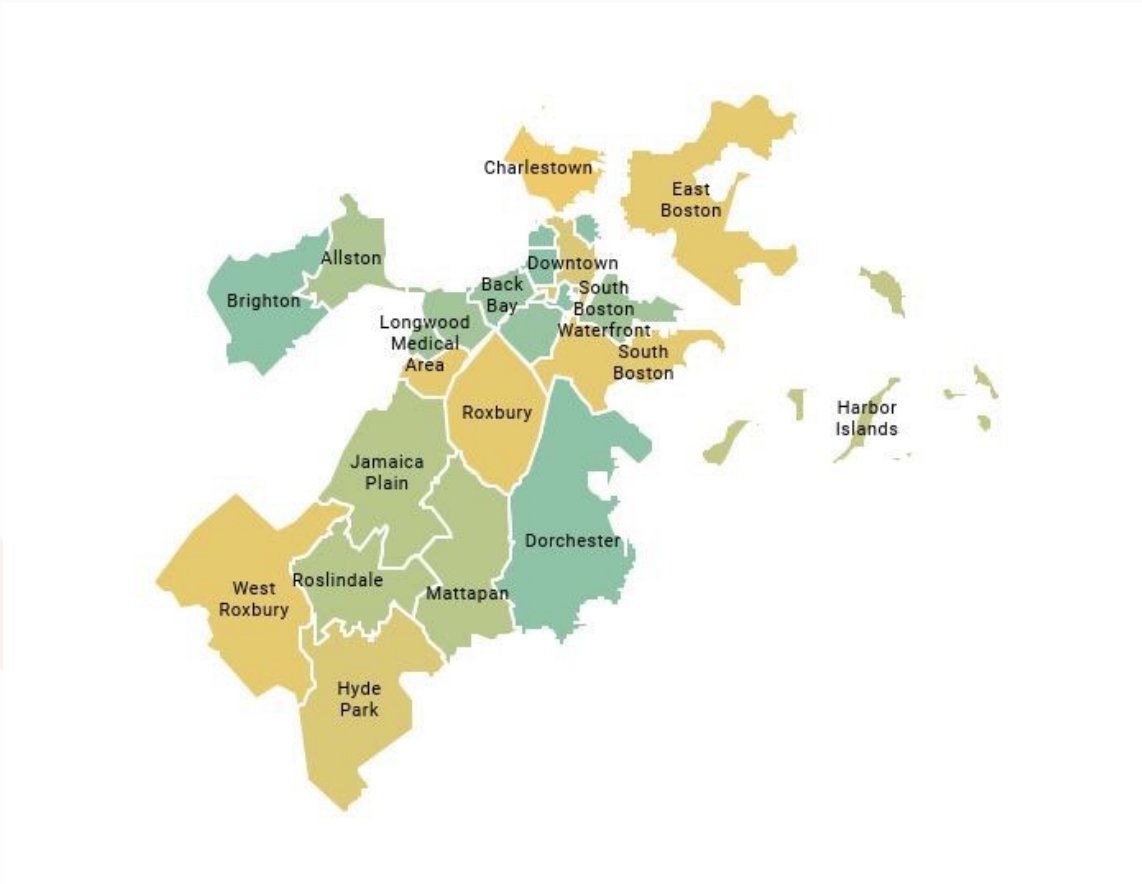 Charlestown
East
Boston
Allston
Downtown
Brighton
Back
Bay
South
Boston
Waterfront
Longwood
Medical
Area
South
Boston
Roxbury
Harbor
Islands
Jamaica
Plain
Dorchester
Roslindale
Mattapan
West
Roxbury
Hyde
Park